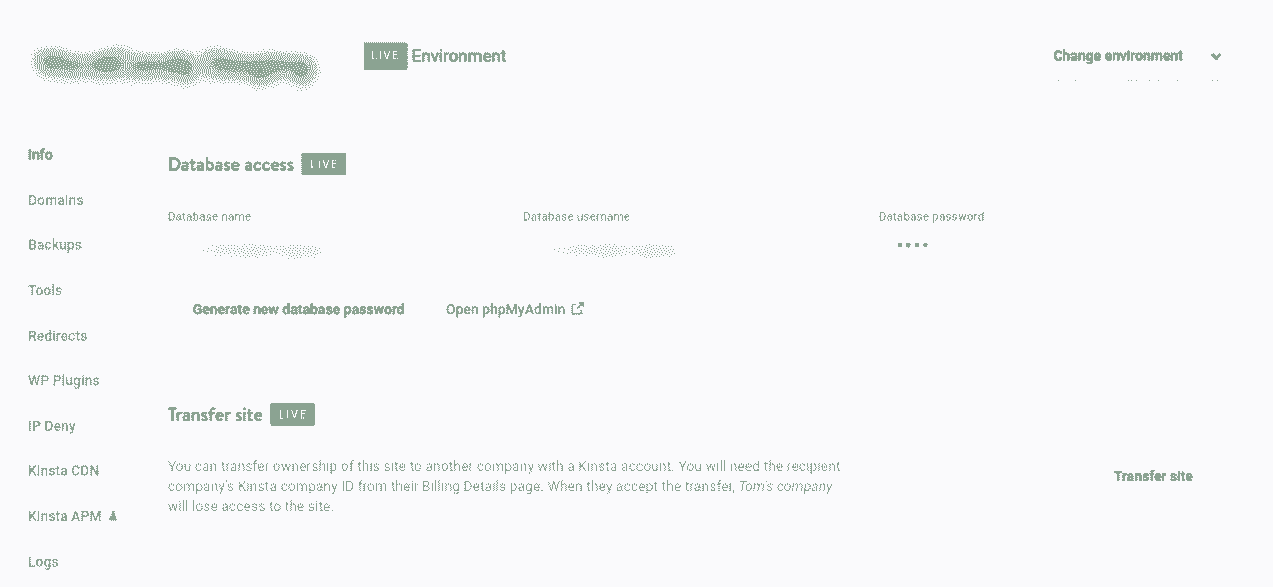 LIVE Environment
Change environment
Info
Domains
Backups
Tools
Redirects
WP Plugins
IP Deny
Kinsta CDN
Kinsta APM
Logs
Database access LIVE
Database name
Database username
Database password
Generate new database password
Open phpMyAdmin
Transfer site LIVE
You can transfer ownership of this site to another company with a Kinsta account. You will need the recipient
company's Kinsta company ID from their Billing Details page. When they accept the transfer, Tom's company
will lose access to the site.
Transfer site